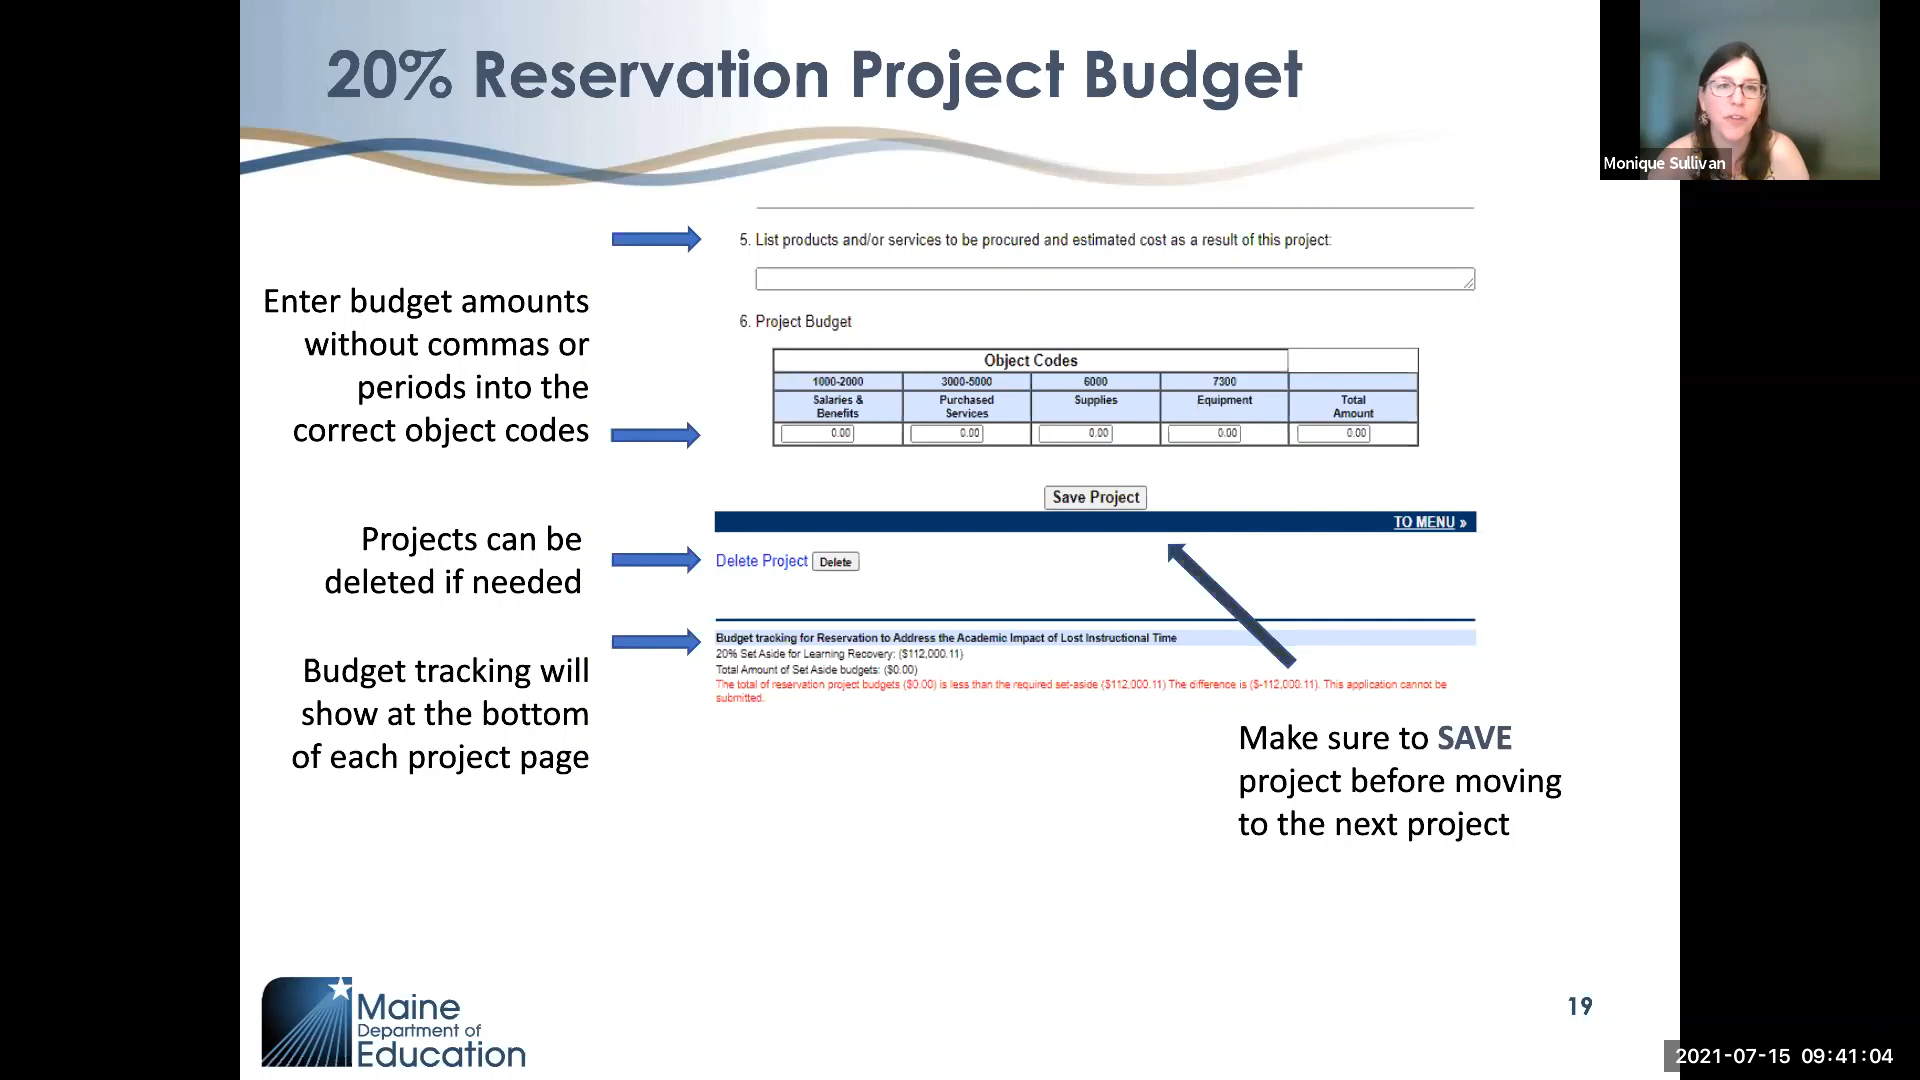 20% Reservation Project Budget
Monique Sullivan
5. List products and/or services to be procured and estimated cost as a result of this project:
Enter budget amounts
without commas or
periods into the
correct object codes
6. Project Budget
Object Codes
1000-2000 3000-5000 6000 7300
Salaries & Benefits Purchased Services Supplies Equipment Total Amount
0.00 0.00 0.00 0.00 0.00
Save Project
TO MENU »
Projects can be
deleted if needed
Delete Project Delete
Budget tracking will
show at the bottom
of each project page
Budget tracking for Reservation to Address the Academic Impact of Lost Instructional Time
20% Set Aside for Learning Recovery: ($112,000.11)
Total Amount of Set Aside budgets: ($0.00)
The total of reservation project budgets ($0.00) is less than the required set-aside ($112,000.11) The difference is ($-112,000.11). This application cannot be
submitted.
Make sure to SAVE
project before moving
to the next project
Maine
Department of
Education
19
2021-07-15 09:41:04